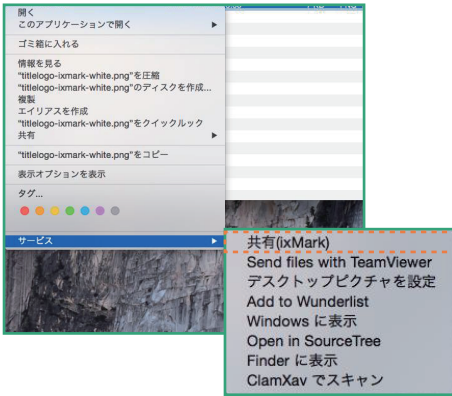 開く
このアプリケーションで開く
ゴミ箱に入れる
情報を見る
"titlelogo-ixmark-white.png"を圧縮
"titlelogo-ixmark-white.png"のディスクを作成...
複製
エイリアスを作成
"titlelogo-ixmark-white.png"をクイックルック
共有
"titlelogo-ixmark-white.png"をコピー
表示オプションを表示
タグ...
サービス
共有(ixMark)
Send files with TeamViewer
デスクトップピクチャを設定
Add to Wunderlist
Windows に表示
Open in SourceTree
Finder に表示
ClamXav でスキャン